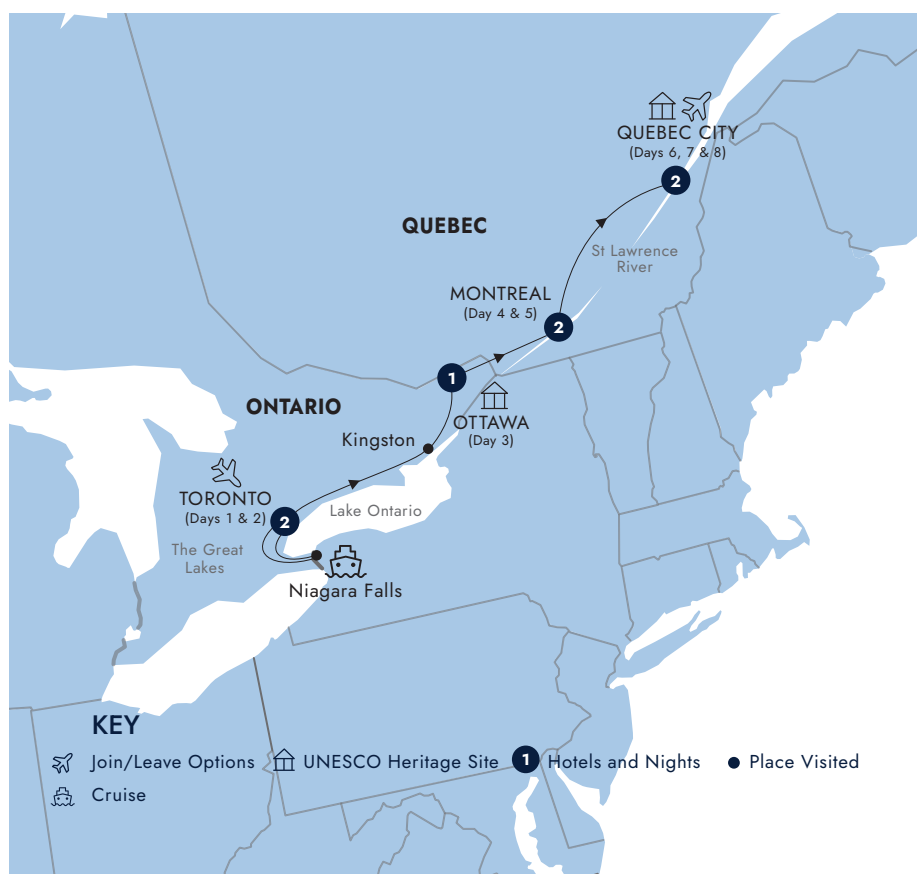 QUEBEC CITY
(Days 6, 7 & 8)
2
QUEBEC
St Lawrence
River
MONTREAL
(Day 4 & 5)
2
1
ONTARIO
OTTAWA
(Day 3)
Kingston
TORONTO
(Days 1 & 2)
2
Lake Ontario
The Great
Lakes
Niagara Falls
KEY
Join/Leave Options
UNESCO Heritage Site
1 Hotels and Nights
Place Visited
Cruise